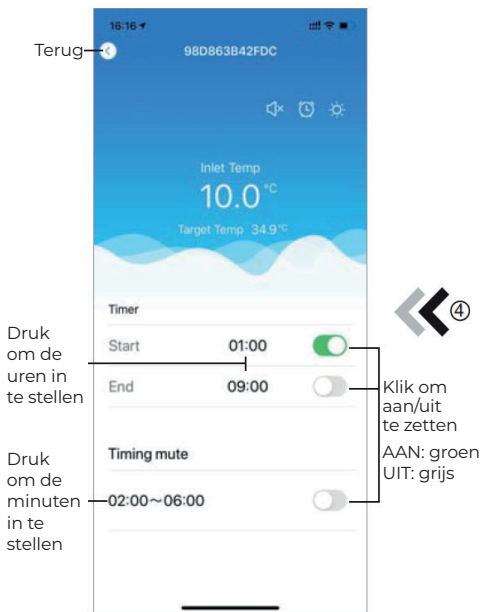 16:16
Terug
98D863B42FDC
Inlet Temp
10.0°C
Target Temp 34.9°C
④
Timer
Druk
om de
uren in
te stellen
Start 01:00
End 09:00
Klik om
aan/uit
te zetten
AAN: groen
UIT: grijs
Timing mute
Druk
om de
minuten
in te
stellen
02:00~06:00